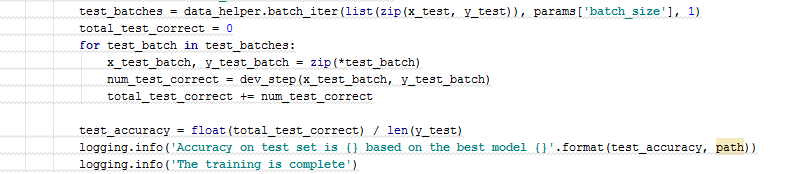 test_batches = data_helper.batch_iter(list(zip(x_test, y_test)), params['batch_size'], 1)
total_test_correct = 0
for test_batch in test_batches:
x_test_batch, y_test_batch = zip(*test_batch)
num_test_correct = dev_step(x_test_batch, y_test_batch)
total_test_correct += num_test_correct
test_accuracy = float(total_test_correct) / len(y_test)
logging.info('Accuracy on test set is {} based on the best model {}'.format(test_accuracy, path))
logging.info('The training is complete')